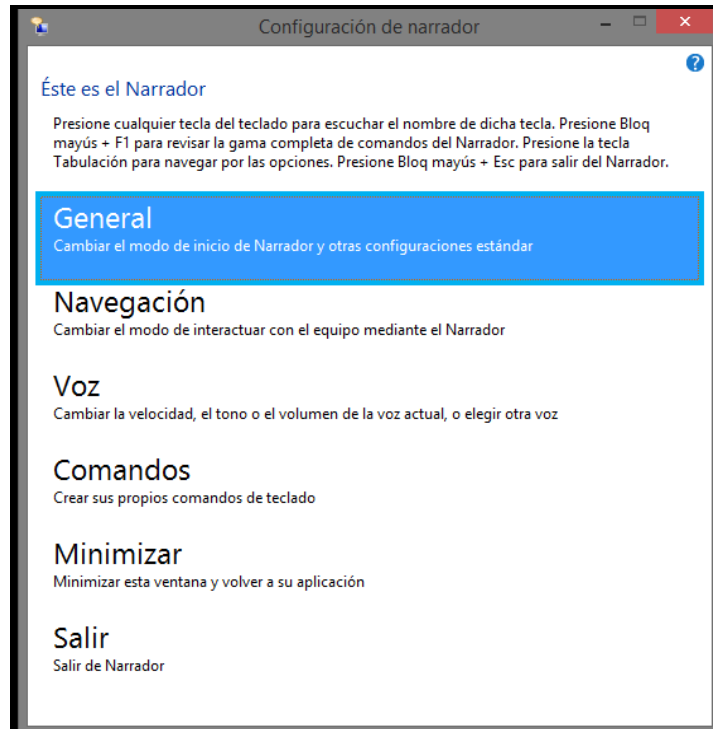 Configuración de narrador
Éste es el Narrador
Presione cualquier tecla del teclado para escuchar el nombre de dicha tecla. Presione Bloq
mayús + F1 para revisar la gama completa de comandos del Narrador. Presione la tecla
Tabulación para navegar por las opciones. Presione Bloq mayús + Esc para salir del Narrador.
General
Cambiar el modo de inicio de Narrador y otras configuraciones estándar
Navegación
Cambiar el modo de interactuar con el equipo mediante el Narrador
Voz
Cambiar la velocidad, el tono o el volumen de la voz actual, o elegir otra voz
Comandos
Crear sus propios comandos de teclado
Minimizar
Minimizar esta ventana y volver a su aplicación
Salir
Salir de Narrador